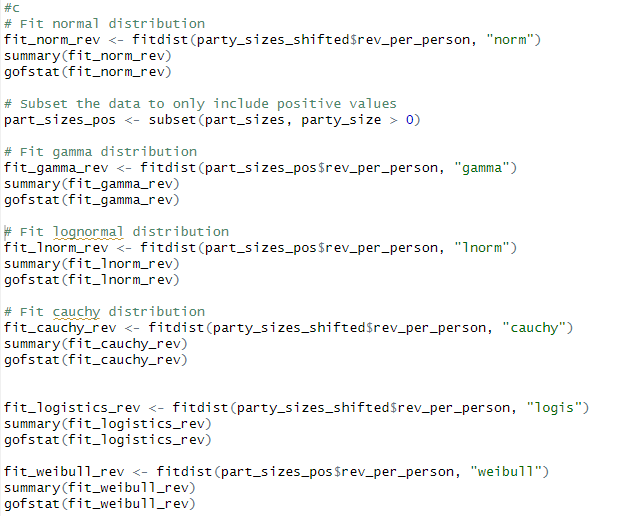 #c
# Fit normal distribution
fit_norm_rev <- fitdist(party_sizes_shifted$rev_per_person, "norm")
summary(fit_norm_rev)
gofstat(fit_norm_rev)
# Subset the data to only include positive values
part_sizes_pos <- subset(part_sizes, party_size > 0)
# Fit gamma distribution
fit_gamma_rev <- fitdist(part_sizes_pos$rev_per_person, "gamma")
summary(fit_gamma_rev)
gofstat(fit_gamma_rev)
# Fit lognormal distribution
fit_lnorm_rev <- fitdist(part_sizes_pos$rev_per_person, "lnorm")
summary(fit_lnorm_rev)
gofstat(fit_lnorm_rev)
# Fit cauchy distribution
fit_cauchy_rev <- fitdist(party_sizes_shifted$rev_per_person, "cauchy")
summary(fit_cauchy_rev)
gofstat(fit_cauchy_rev)
fit_logistics_rev <- fitdist(party_sizes_shifted$rev_per_person, "logis")
summary(fit_logistics_rev)
gofstat(fit_logistics_rev)
fit_weibull_rev <- fitdist(part_sizes_pos$rev_per_person, "weibull")
summary(fit_weibull_rev)
gofstat(fit_weibull_rev)